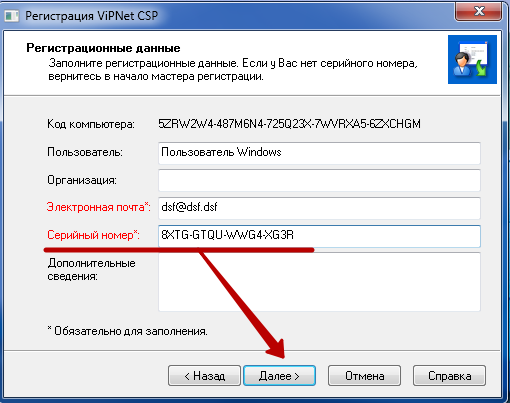 Регистрация ViPNet CSP
Регистрационные данные
Заполните регистрационные данные. Если у Вас нет серийного номера,
вернитесь в начало мастера регистрации.
Код компьютера: 5ZRW2W4-487M6N4-725Q23X-7WVRXA5-6ZXCHGM
Пользователь: Пользователь Windows
Организация:
Электронная почта*: dsf@dsf.dsf
Серийный номер*: 8XTG-GTQU-WWG4-XG3R
Дополнительные
сведения:
* Обязательно для заполнения.
< Назад Далее > Отмена Справка